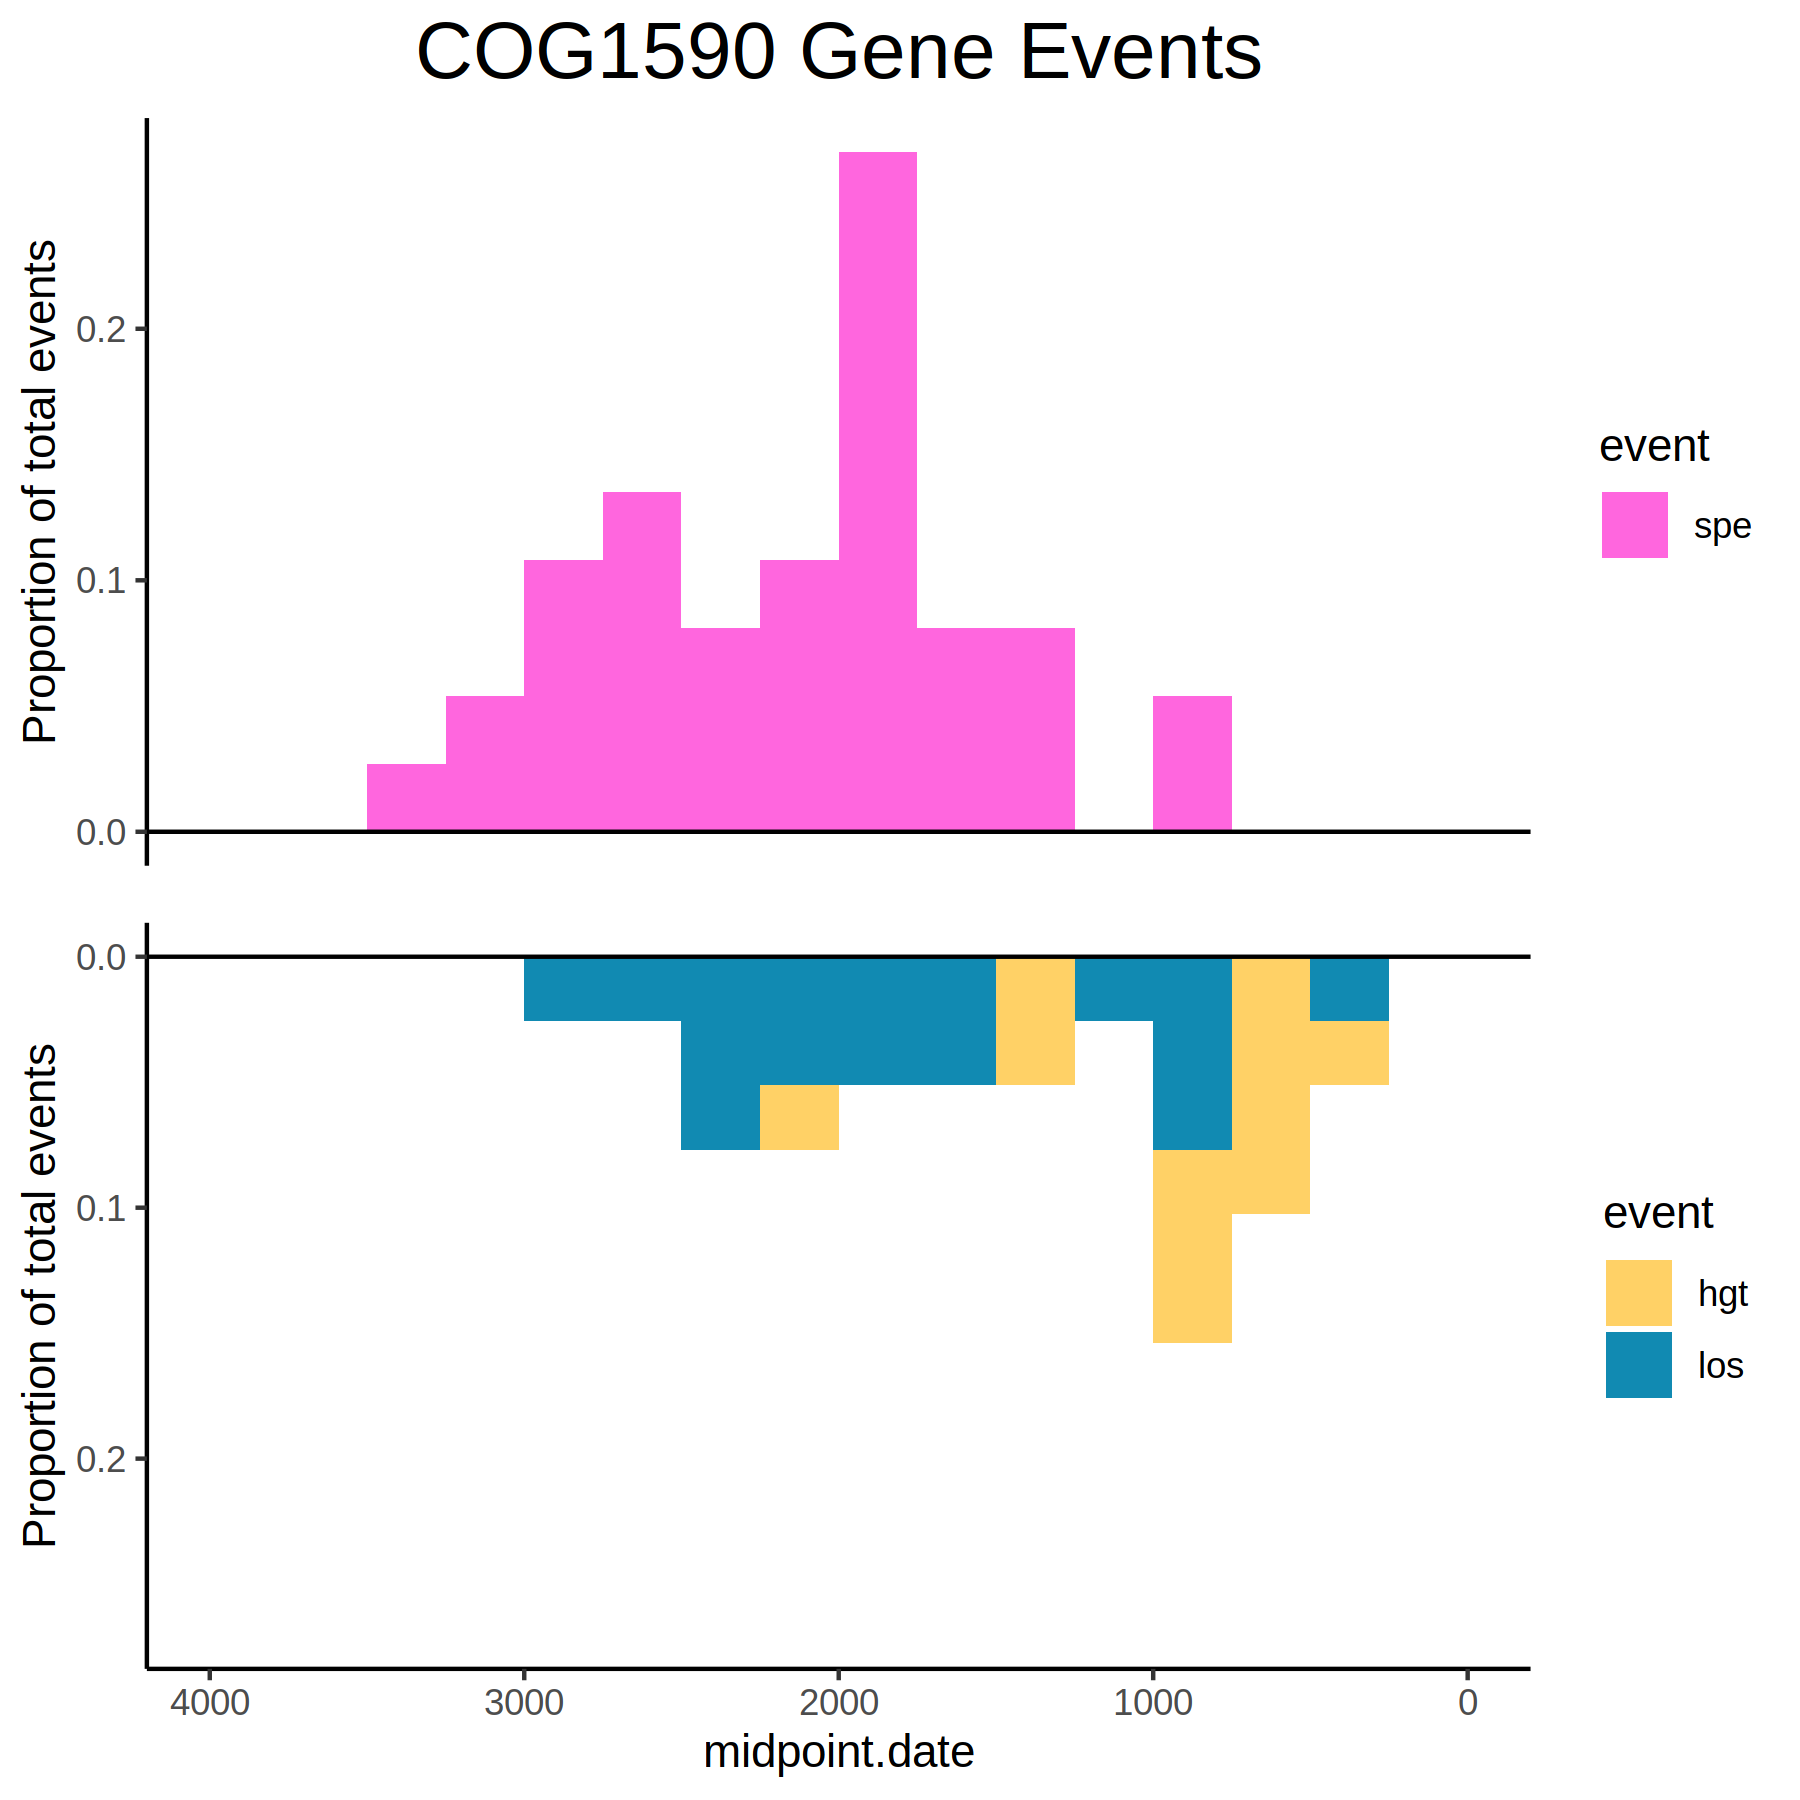 COG1590 Gene Events
Proportion of total events
0.2
0.1
0.0
event
spe
Proportion of total events
0.0
0.1
0.2
event
hgt
los
4000 3000 2000 1000 0
midpoint.date